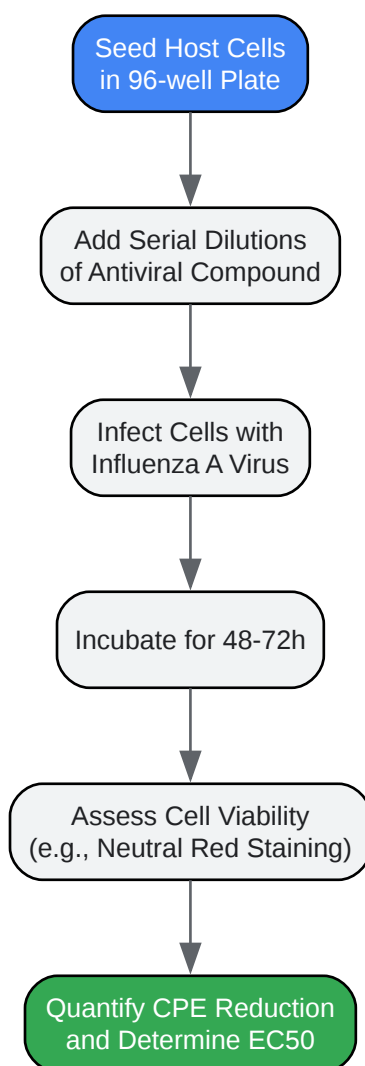 Seed Host Cells
in 96-well Plate
Add Serial Dilutions
of Antiviral Compound
Infect Cells with
Influenza A Virus
Incubate for 48-72h
Assess Cell Viability
(e.g., Neutral Red Staining)
Quantify CPE Reduction
and Determine EC50